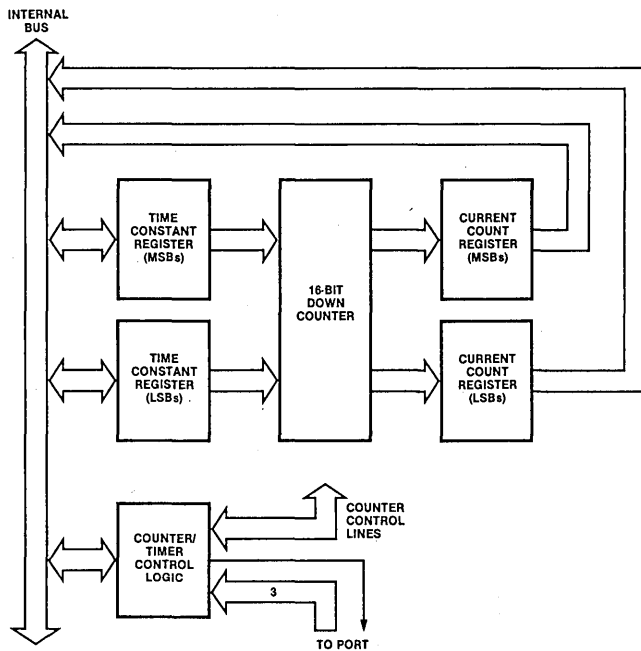 INTERNAL
BUS
TIME
CONSTANT
REGISTER
(MSBs)
16-BIT
DOWN
COUNTER
CURRENT
COUNT
REGISTER
(MSBs)
TIME
CONSTANT
REGISTER
(LSBs)
CURRENT
COUNT
REGISTER
(LSBs)
COUNTER/
TIMER
CONTROL
LOGIC
COUNTER
CONTROL
LINES
3
TO PORT